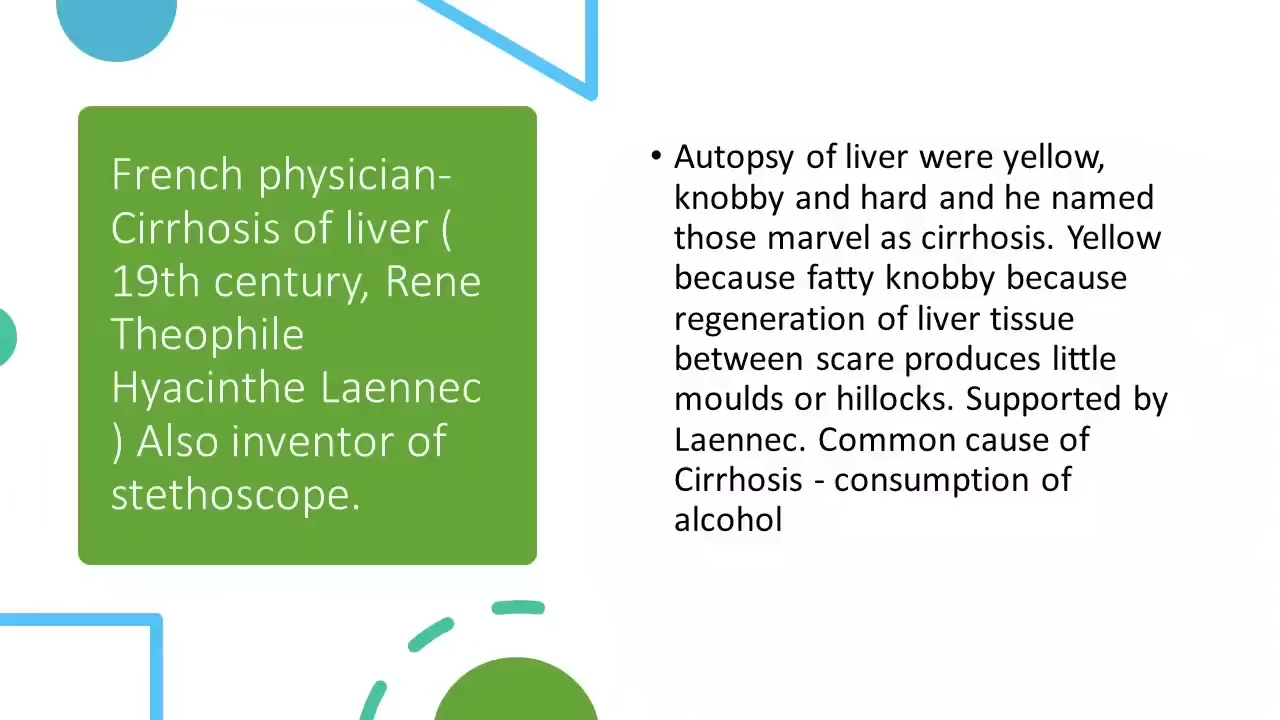 French physician-
Cirrhosis of liver (
19th century, Rene
Theophile
Hyacinthe Laennec
) Also inventor of
stethoscope.
• Autopsy of liver were yellow,
knobby and hard and he named
those marvel as cirrhosis. Yellow
because fatty knobby because
regeneration of liver tissue
between scare produces little
moulds or hillocks. Supported by
Laennec. Common cause of
Cirrhosis - consumption of
alcohol